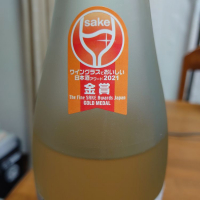 sake
ワイングラスでおいしい
日本酒アワード2021
金賞
The Fine SAKE Awards Japan
GOLD MEDAL